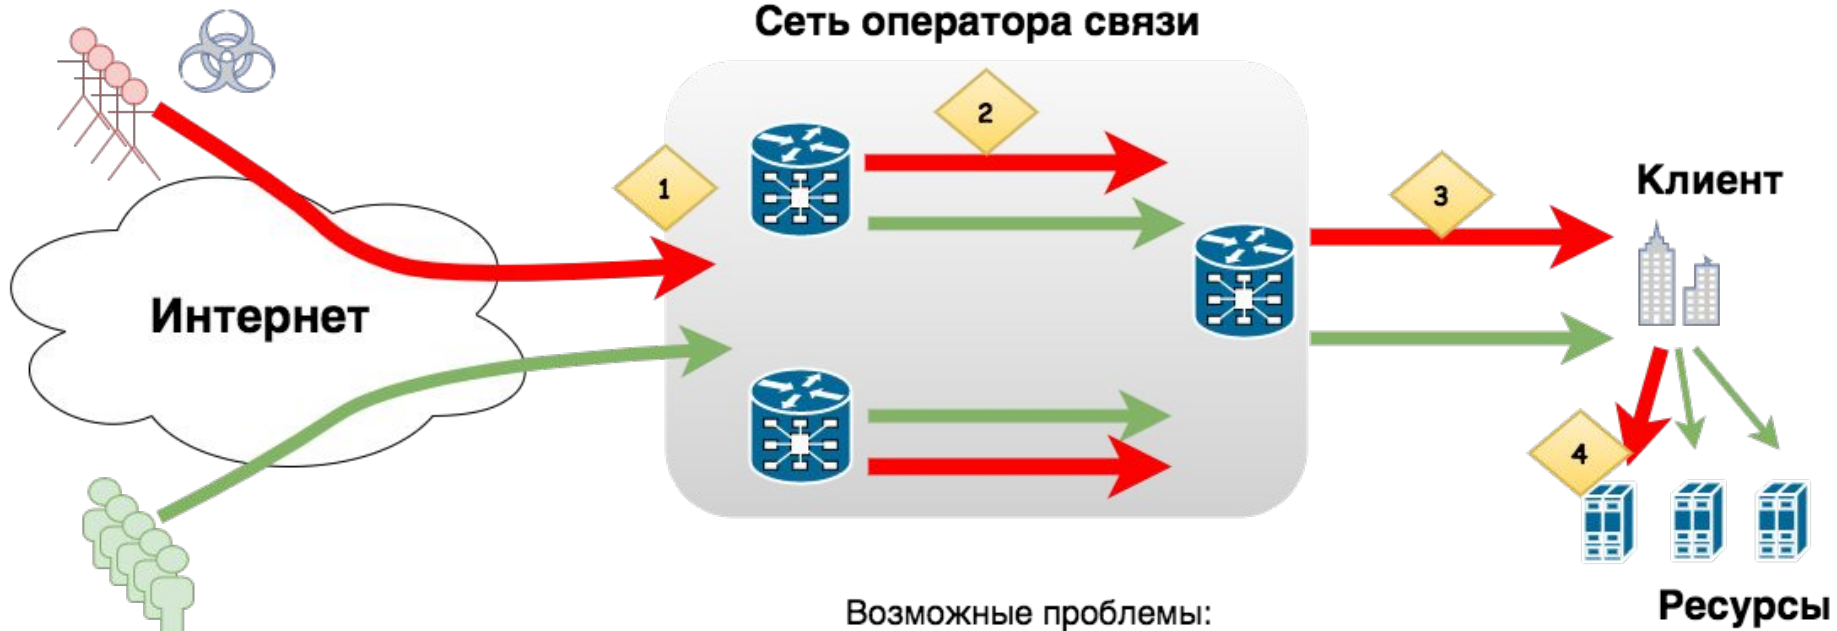 Сеть оператора связи
2
1
3
Клиент
Интернет
4
Возможные проблемы:
Ресурсы